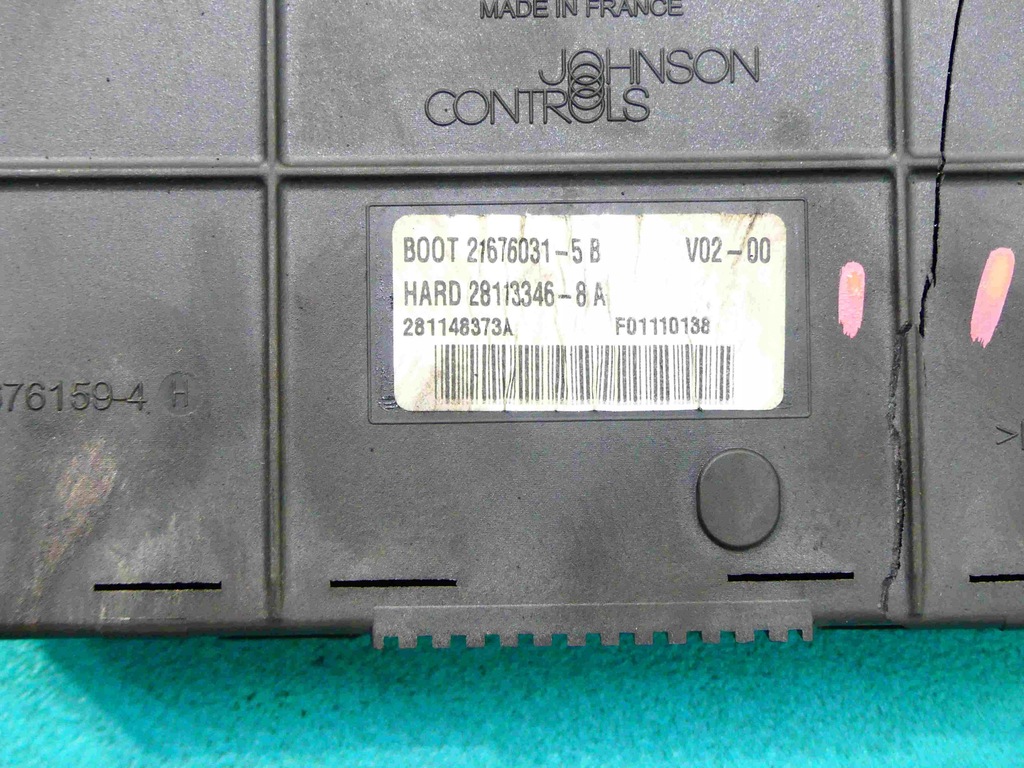 MADE IN FRANCE
JOHNSON
CONTROLS
BOOT 21676031-5 B V02-00
HARD 28113346-8 A
281148373A F01110138
76159-4 H